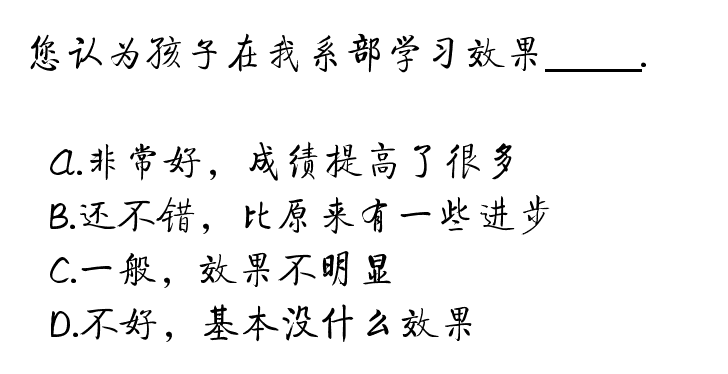 您认为孩子在我系部学习效果______.
A.非常好，成绩提高了很多
B.还不错，比原来有一些进步
C.一般，效果不明显
D.不好，基本没什么效果